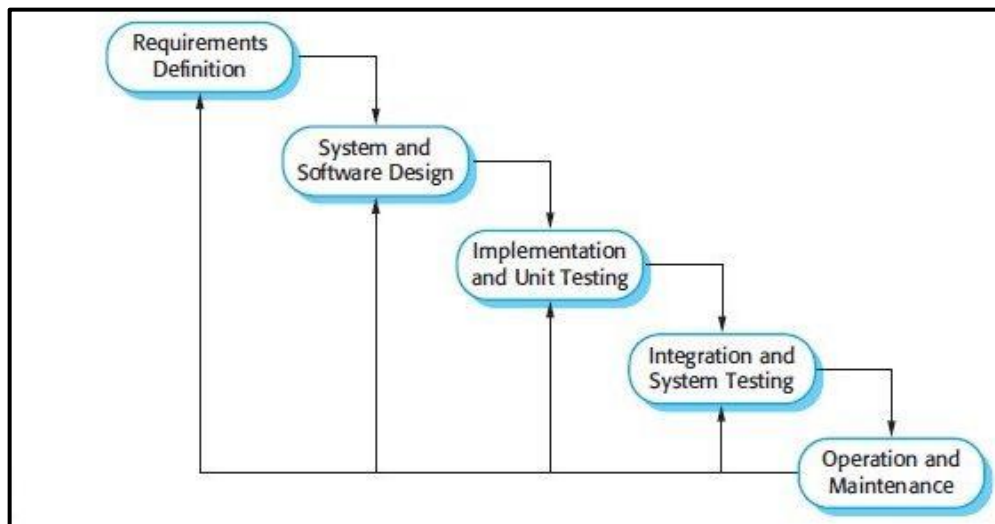 Requirements
Definition
System and
Software Design
Implementation
and Unit Testing
Integration and
System Testing
Operation and
Maintenance